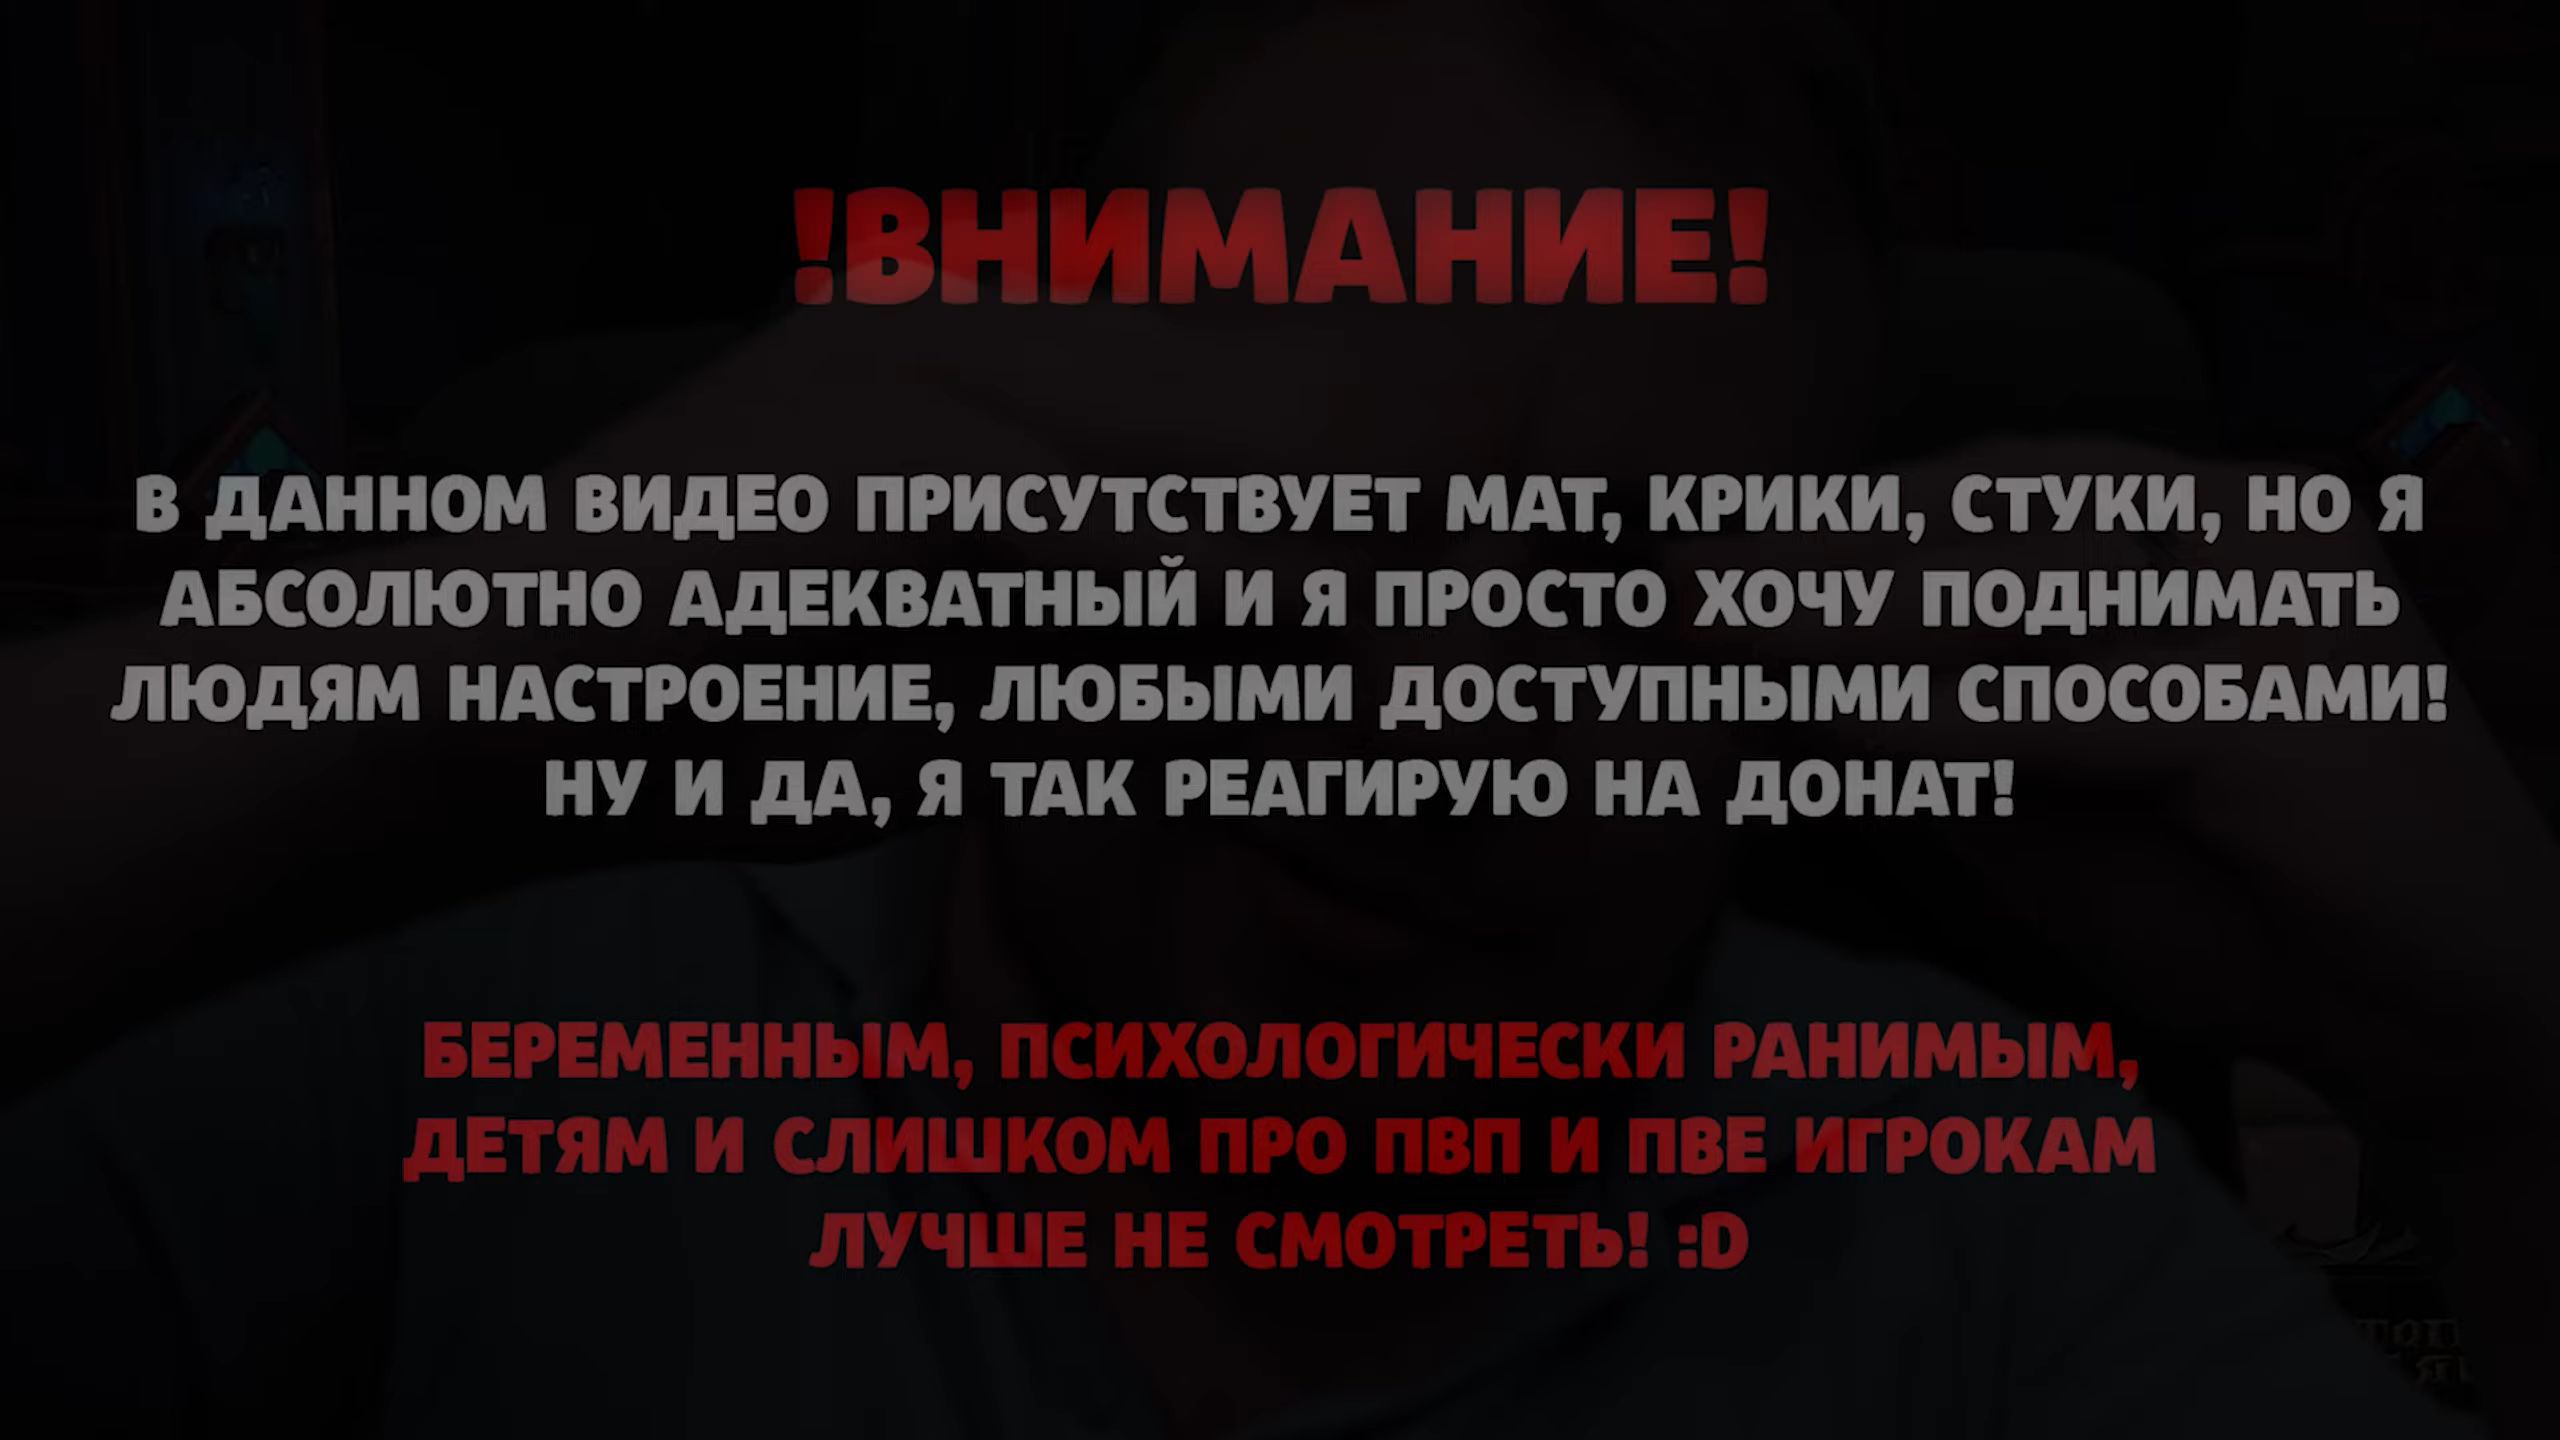 !ВНИМАНИЕ!
В ДАННОМ ВИДЕО ПРИСУТСТВУЕТ МАТ, КРИКИ, СТУКИ, НО Я
АБСОЛЮТНО АДЕКВАТНЫЙ И Я ПРОСТО ХОЧУ ПОДНИМАТЬ
ЛЮДЯМ НАСТРОЕНИЕ, ЛЮБЫМИ ДОСТУПНЫМИ СПОСОБАМИ!
НУ И ДА, Я ТАК РЕАГИРУЮ НА ДОНАТ!
БЕРЕМЕННЫМ, ПСИХОЛОГИЧЕСКИ РАНИМЫМ,
ДЕТЯМ И СЛИШКОМ ПРО ПВП И ПВЕ ИГРОКАМ
ЛУЧШЕ НЕ СМОТРЕТЬ! :D